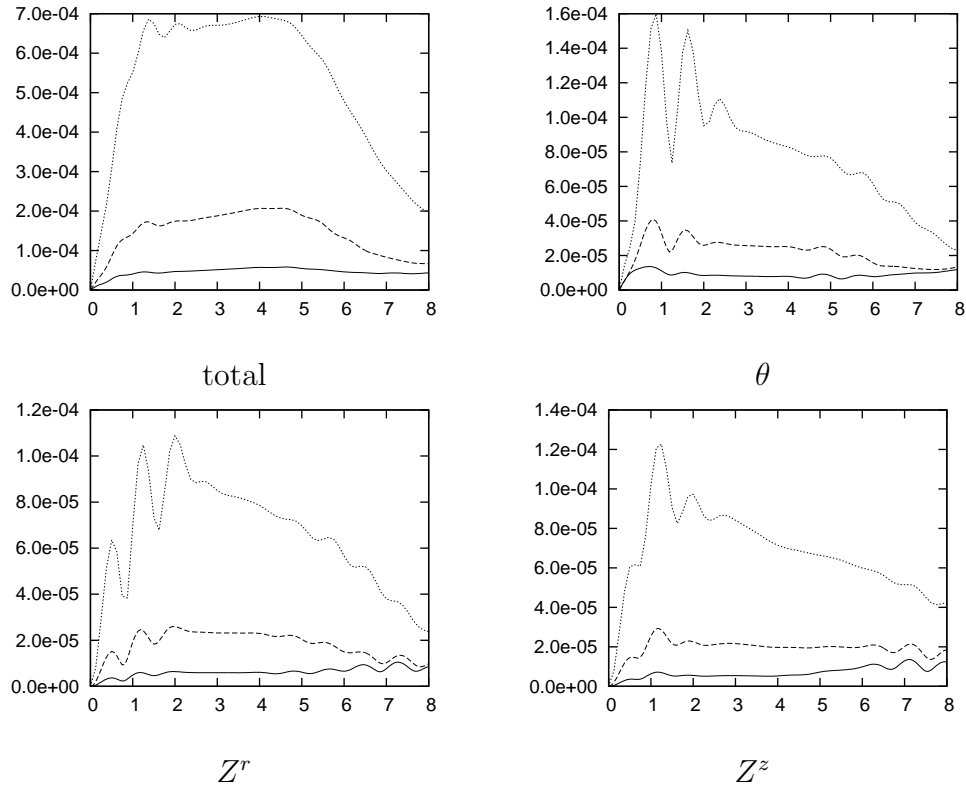 7.0e-04
6.0e-04
5.0e-04
4.0e-04
3.0e-04
2.0e-04
1.0e-04
0.0e+00
0 1 2 3 4 5 6 7 8
total
1.6e-04
1.4e-04
1.2e-04
1.0e-04
8.0e-05
6.0e-05
4.0e-05
2.0e-05
0.0e+00
0 1 2 3 4 5 6 7 8
θ
1.2e-04
1.0e-04
8.0e-05
6.0e-05
4.0e-05
2.0e-05
0.0e+00
0 1 2 3 4 5 6 7 8
Z^r
1.4e-04
1.2e-04
1.0e-04
8.0e-05
6.0e-05
4.0e-05
2.0e-05
0.0e+00
0 1 2 3 4 5 6 7 8
Z^z